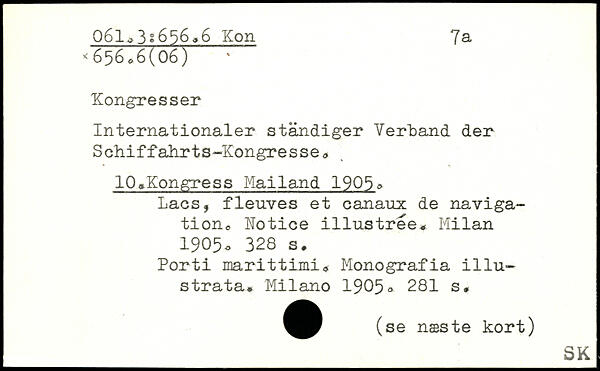 061.3:656.6 Kon 7a
×656.6(06)
Kongresser
Internationaler ständiger Verband der
Schiffahrts-Kongresse.
10.Kongress Mailand 1905.
Lacs, fleuves et canaux de naviga-
tion. Notice illustrée. Milan
1905. 328 s.
Porti marittimi. Monografia illu-
strata. Milano 1905. 281 s.
(se næste kort)
SK